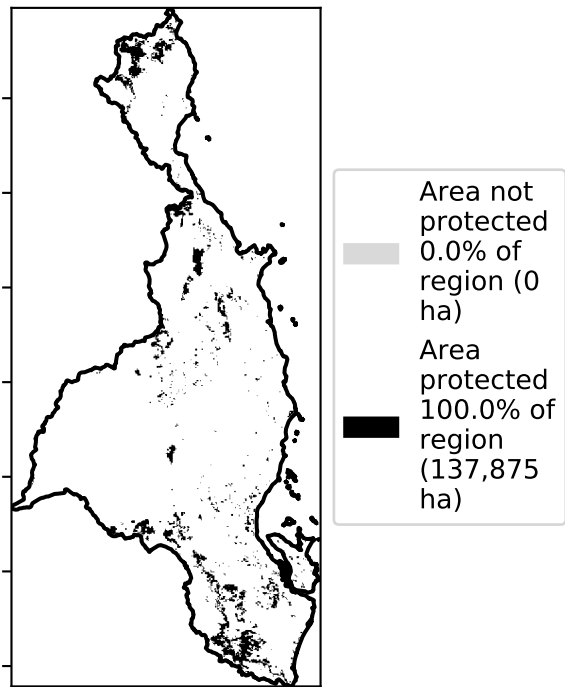 Area not
protected
0.0% of
region (0
ha)
Area
protected
100.0% of
region
(137,875
ha)